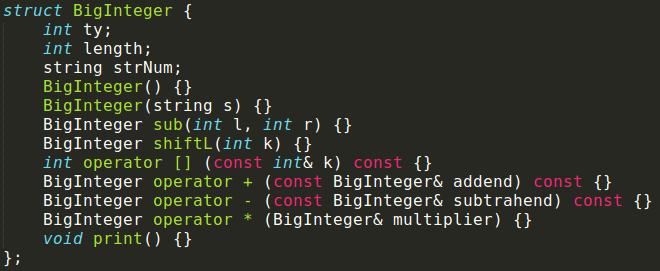 struct BigInteger {
    int ty;
    int length;
    string strNum;
    BigInteger() {}
    BigInteger(string s) {}
    BigInteger sub(int l, int r) {}
    BigInteger shiftL(int k) {}
    int operator [] (const int& k) const {}
    BigInteger operator + (const BigInteger& addend) const {}
    BigInteger operator - (const BigInteger& subtrahend) const {}
    BigInteger operator * (BigInteger& multiplier) {}
    void print() {}
};